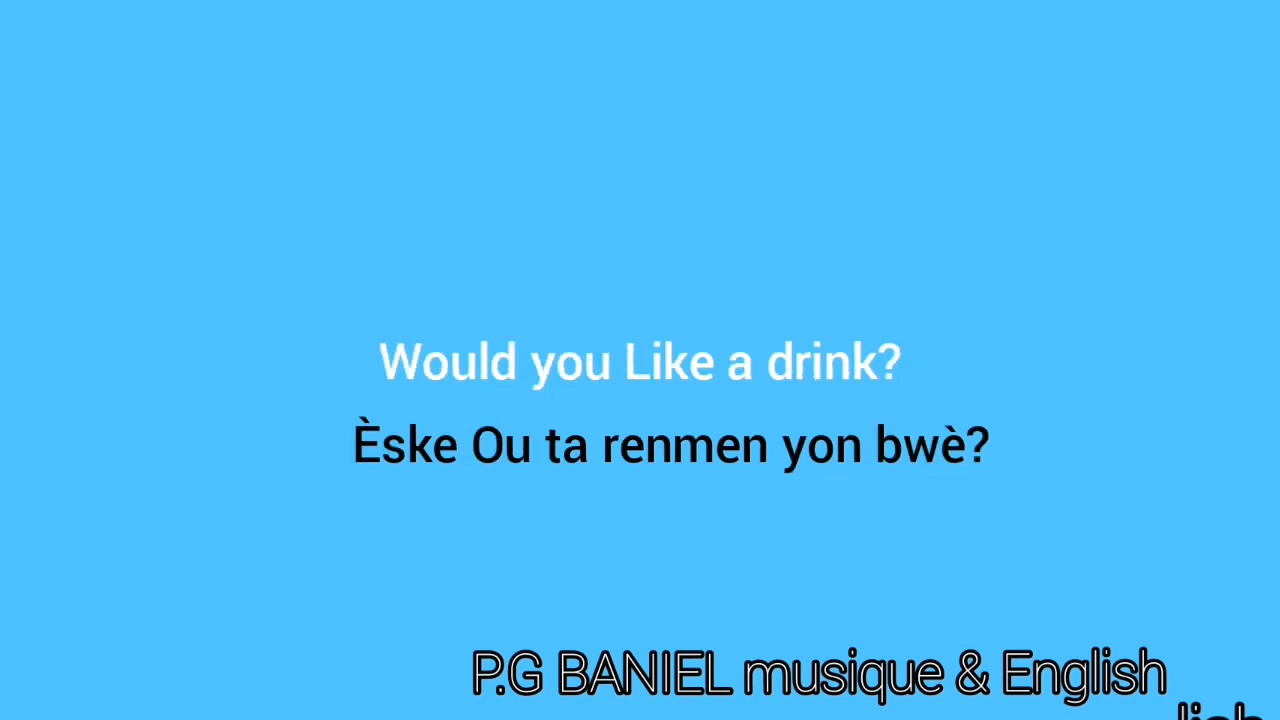 Would you Like a drink?
Èske Ou ta renmen yon bwè?
P.G BANIEL musique & English